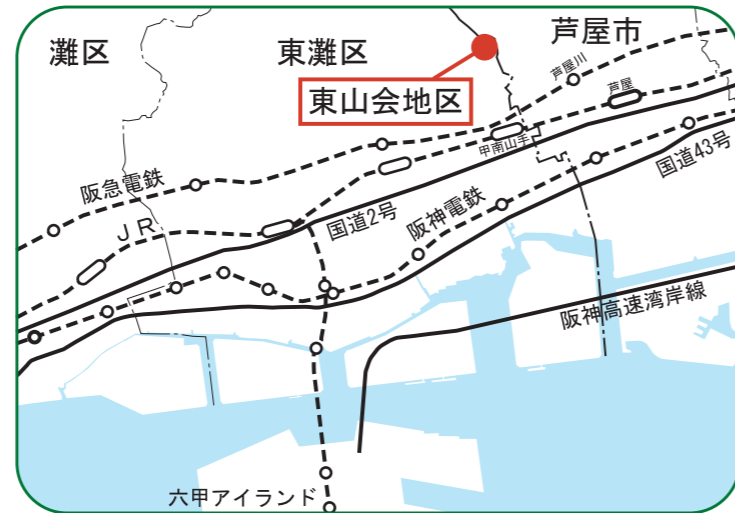 灘区
東灘区
芦屋市
東山会地区
芦屋川
芦屋
甲南山手
阪急電鉄
JR
国道2号
阪神電鉄
国道43号
阪神高速湾岸線
六甲アイランド